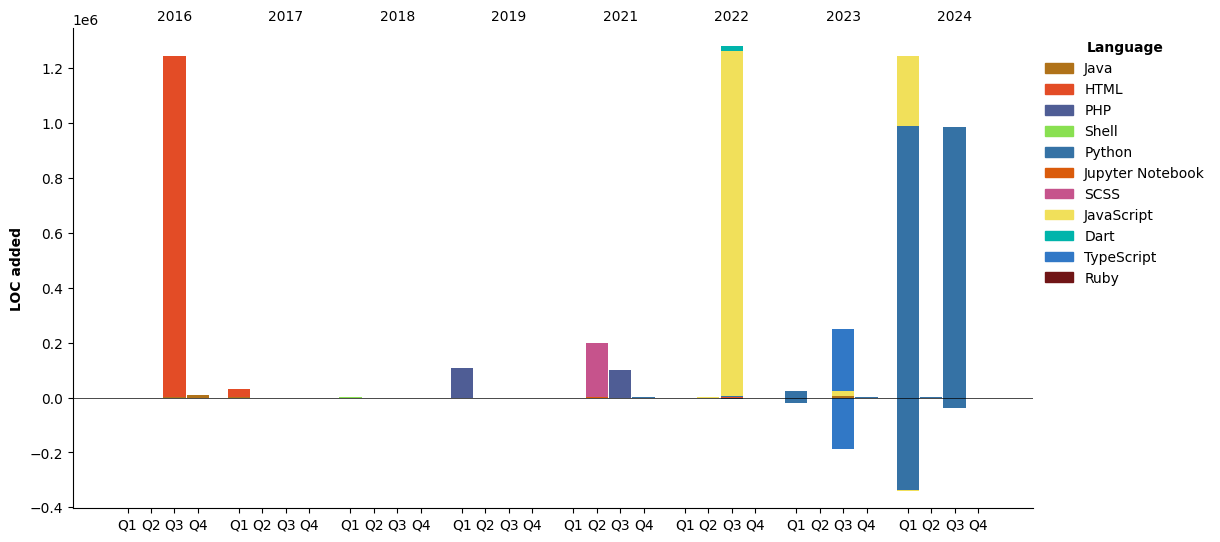 1e6
2016 2017 2018 2019 2021 2022 2023 2024
LOC added
1.2
1.0
0.8
0.6
0.4
0.2
0.0
−0.2
−0.4
Q1 Q2 Q3 Q4 Q1 Q2 Q3 Q4 Q1 Q2 Q3 Q4 Q1 Q2 Q3 Q4 Q1 Q2 Q3 Q4 Q1 Q2 Q3 Q4 Q1 Q2 Q3 Q4 Q1 Q2 Q3 Q4
Language
Java
HTML
PHP
Shell
Python
Jupyter Notebook
SCSS
JavaScript
Dart
TypeScript
Ruby